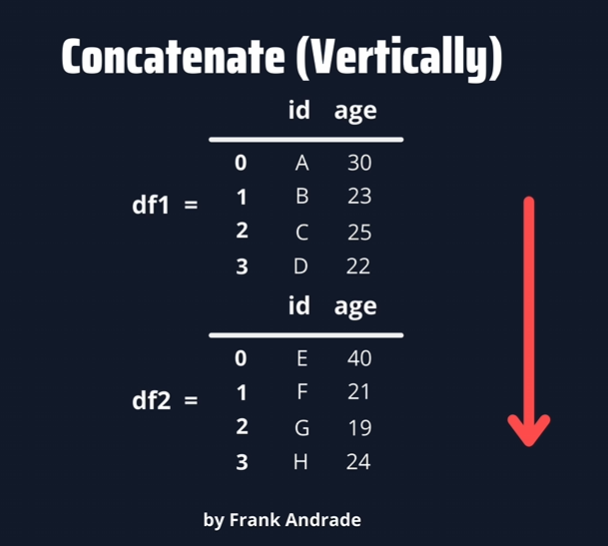 Concatenate (Vertically)
id age
0 A 30
1 B 23
df1 =
2 C 25
3 D 22
id age
0 E 40
1 F 21
df2 =
2 G 19
3 H 24
by Frank Andrade